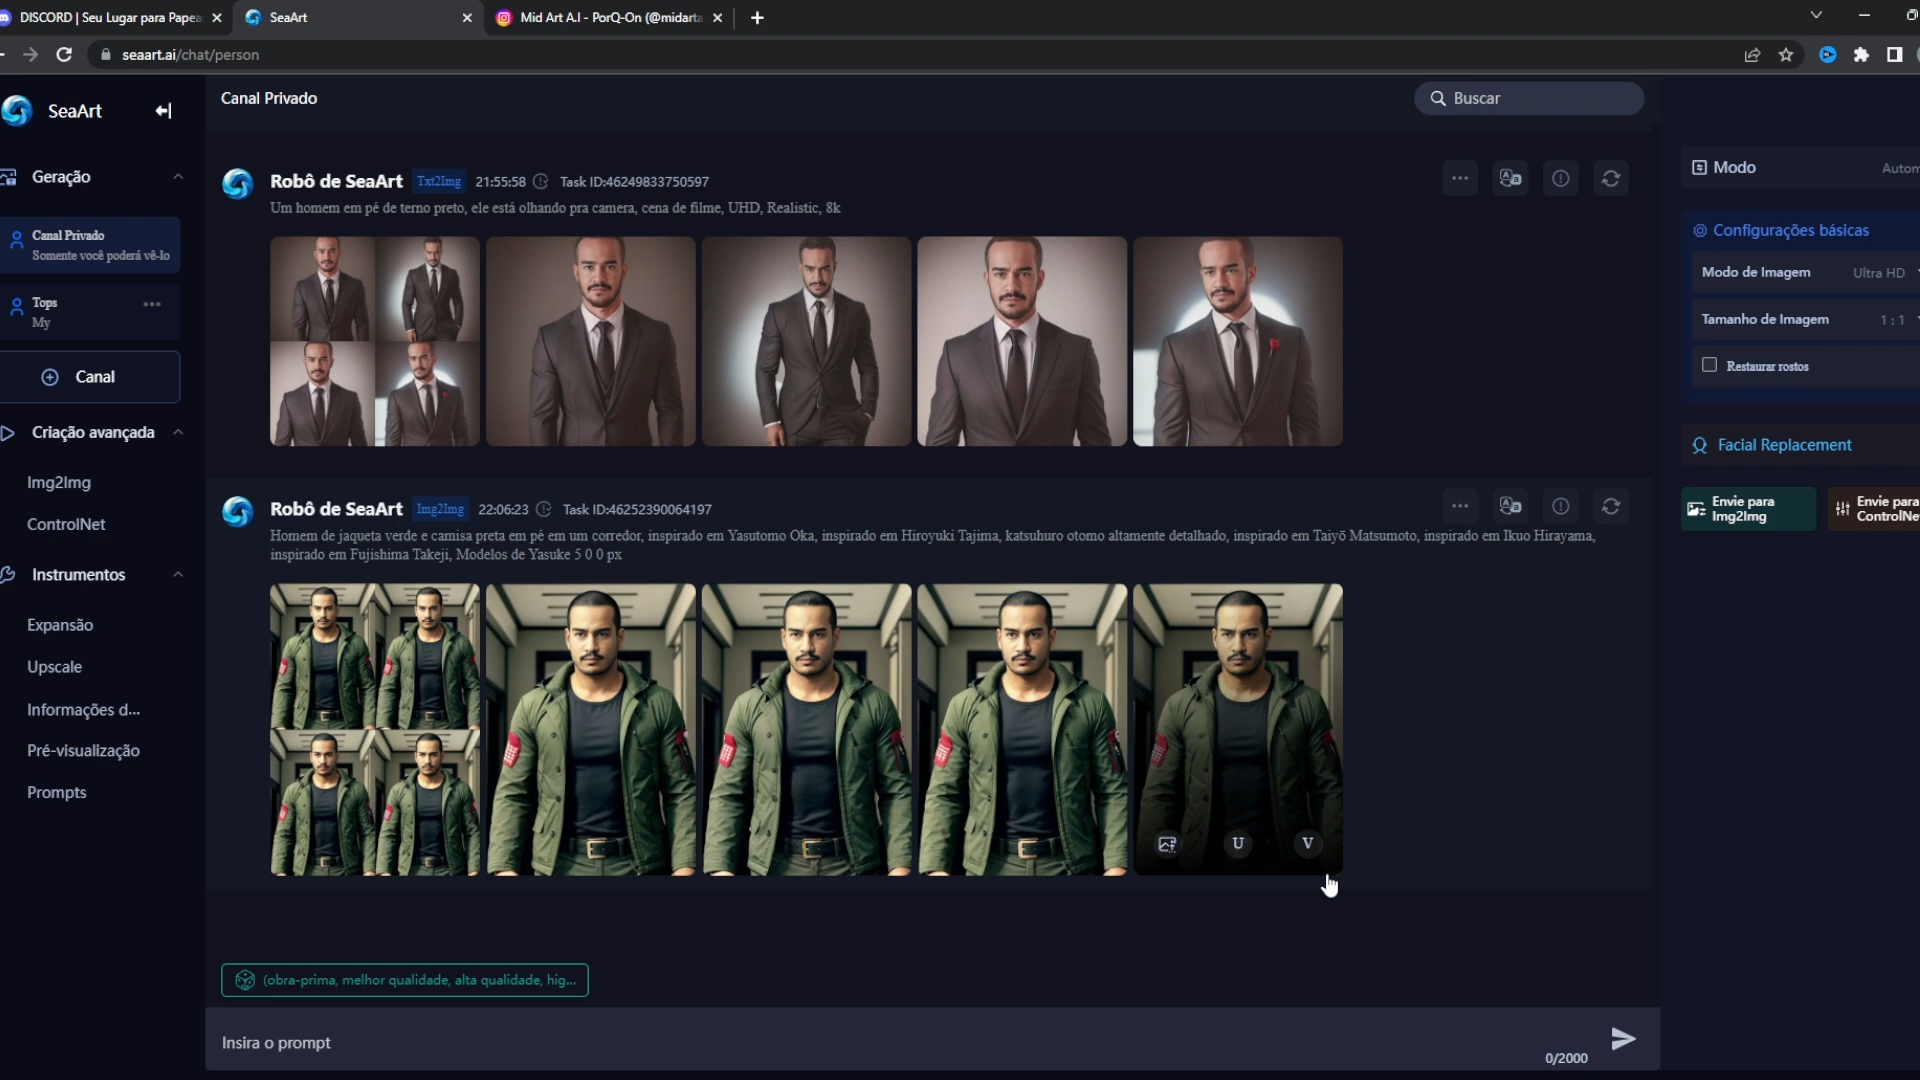 DISCORD | Seu Lugar para Papea
SeaArt
Mid Art A.I - PorQ-On (@midarta
seaart.ai/chat/person
SeaArt
Canal Privado
Buscar
Geração
Canal Privado
Somente você poderá vê-lo
Tops
My
Canal
Criação avançada
Img2Img
ControlNet
Instrumentos
Expansão
Upscale
Informações d...
Pré-visualização
Prompts
Robô de SeaArt Txt2Img 21:55:58 Task ID:46249833750597
Um homem em pé de terno preto, ele está olhando pra camera, cena de filme, UHD, Realistic, 8k
Robô de SeaArt Img2Img 22:06:23 Task ID:46252390064197
Homem de jaqueta verde e camisa preta em pé em um corredor, inspirado em Yasutomo Oka, inspirado em Hiroyuki Tajima, katsuhuro otomo altamente detalhado, inspirado em Taiyō Matsumoto, inspirado em Ikuo Hirayama,
inspirado em Fujishima Takeji, Modelos de Yasuke 5 0 0 px
U
V
(obra-prima, melhor qualidade, alta qualidade, hig...
Insira o prompt
0/2000
Modo Autom
Configurações básicas
Modo de Imagem Ultra HD
Tamanho de Imagem 1 : 1
Restaurar rostos
Facial Replacement
Envie para
Img2Img
Envie para
ControlNe